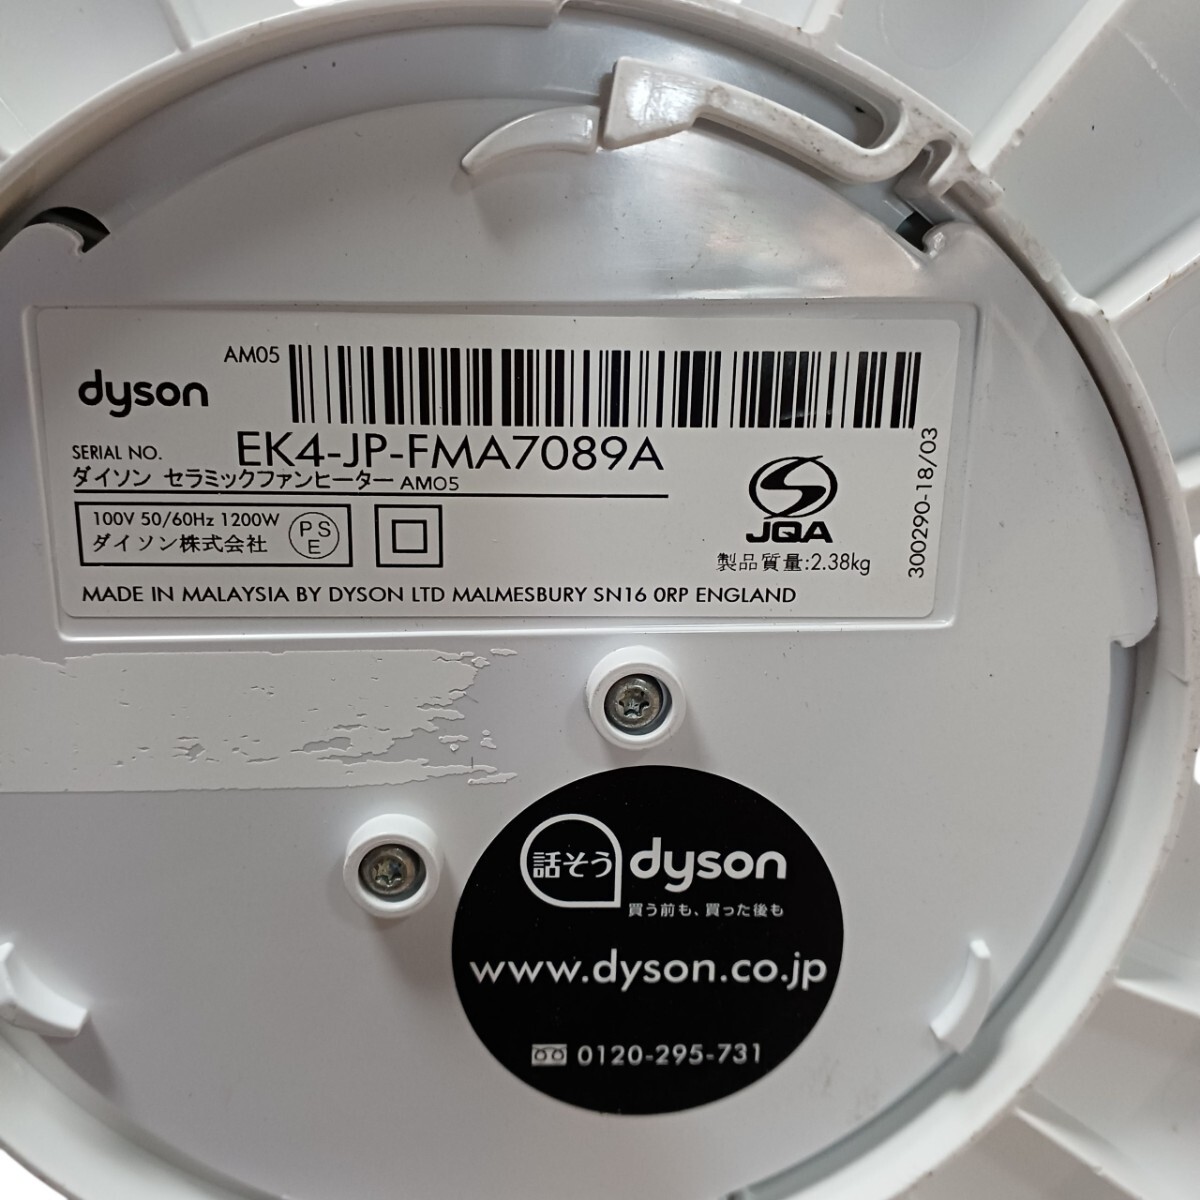 AM05
dyson
SERIAL NO. EK4-JP-FMA7089A
ダイソン セラミックファンヒーター AM05
100V 50/60Hz 1200W
ダイソン株式会社
PSE
JQA
製品質量:2.38kg
300290-18/03
MADE IN MALAYSIA BY DYSON LTD MALMESBURY SN16 0RP ENGLAND
話そう dyson
買う前も、買った後も
www.dyson.co.jp
0120-295-731